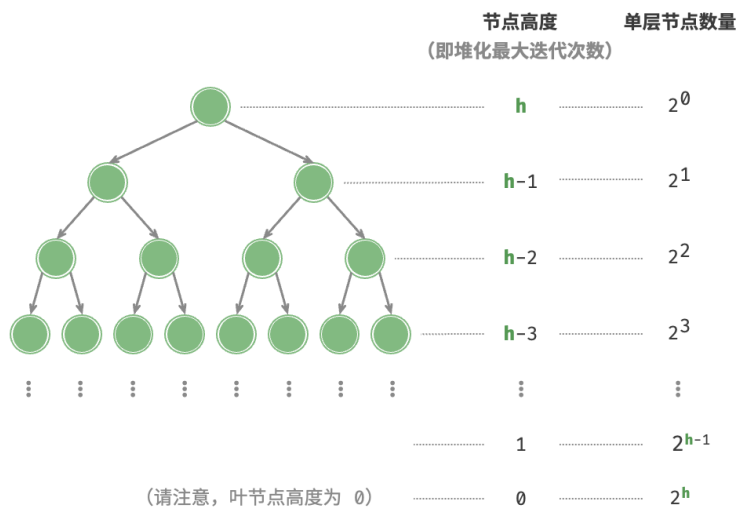 节点高度 单层节点数量
（即堆化最大迭代次数）
h 2^0
h-1 2^1
h-2 2^2
h-3 2^3
1 2^h-1
（请注意，叶节点高度为 0） 0 2^h